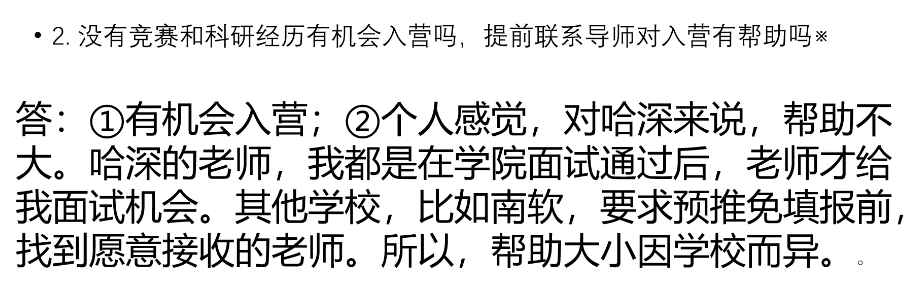 • 2. 没有竞赛和科研经历有机会入营吗，提前联系导师对入营有帮助吗※
答：①有机会入营；②个人感觉，对哈深来说，帮助不
大。哈深的老师，我都是在学院面试通过后，老师才给
我面试机会。其他学校，比如南软，要求预推免填报前，
找到愿意接收的老师。所以，帮助大小因学校而异。。